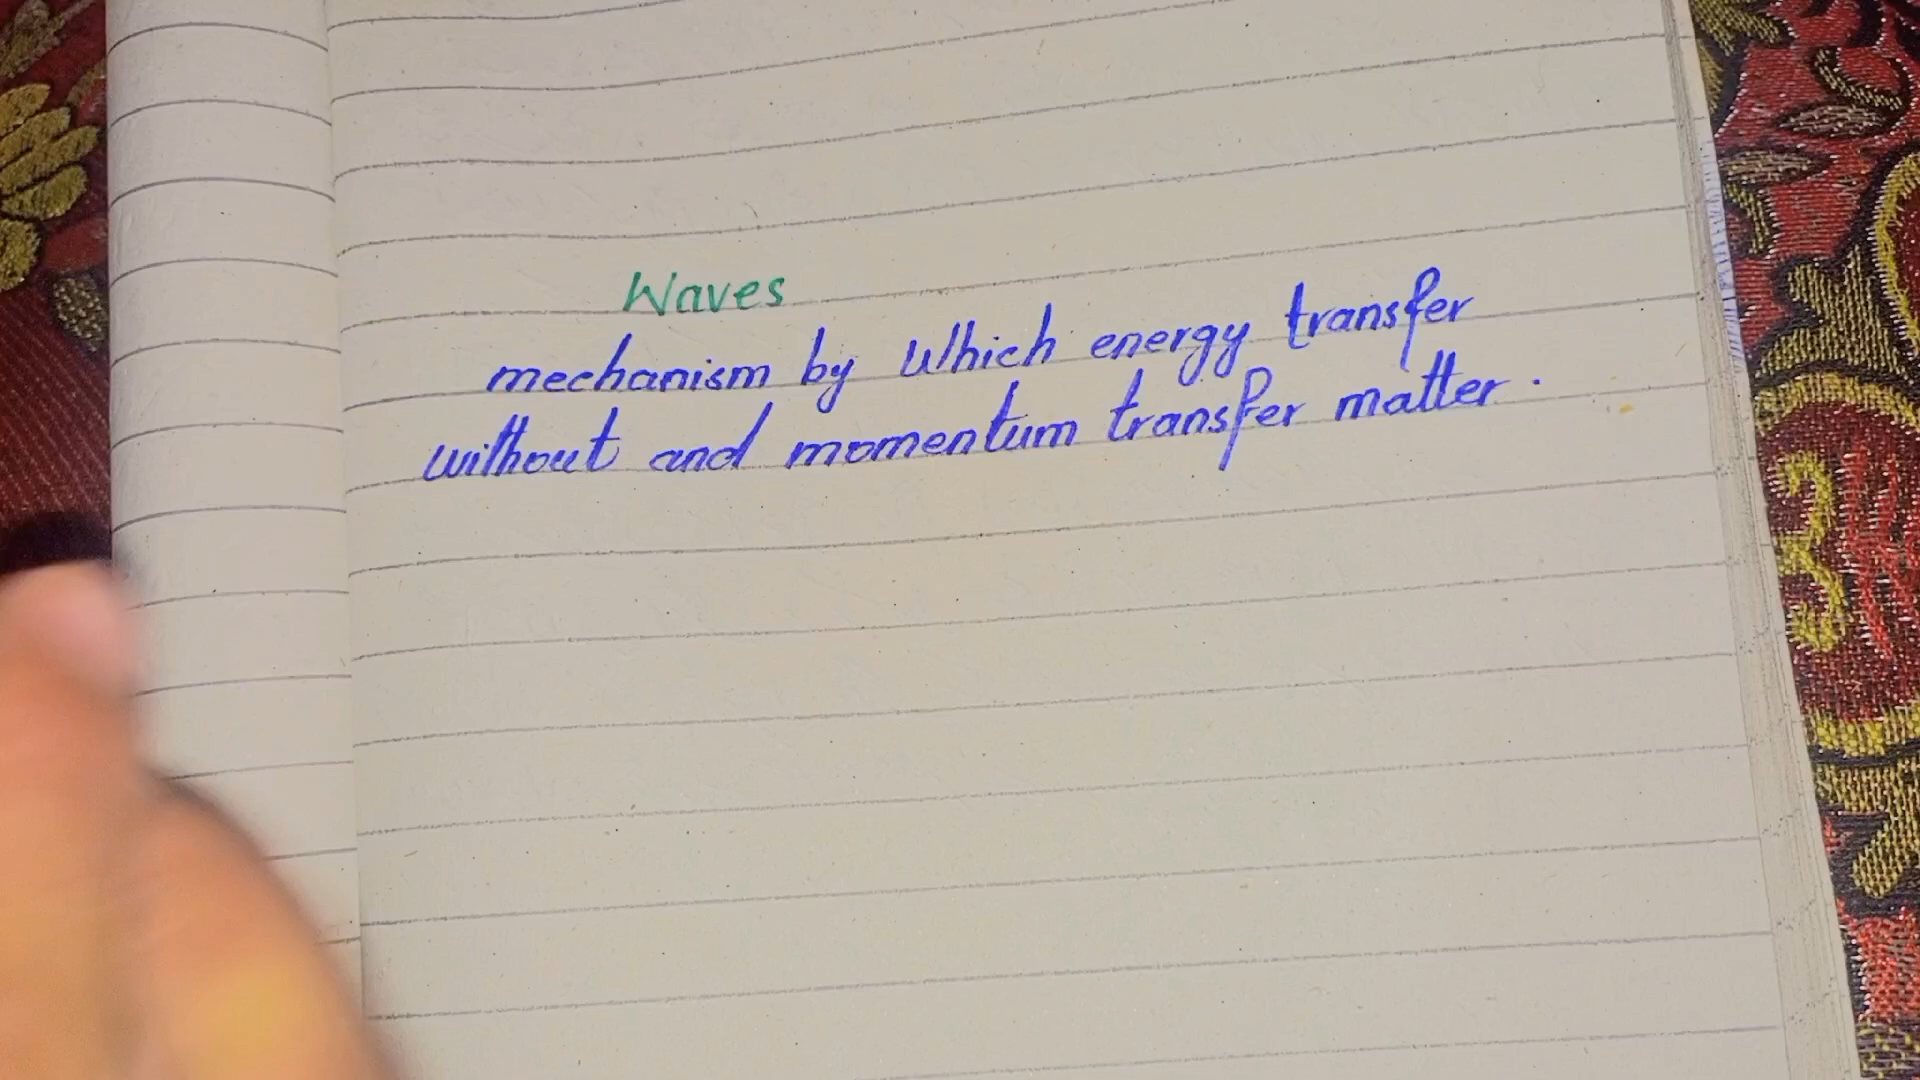 Waves
mechanism by which energy transfer
without and momentum transfer matter.